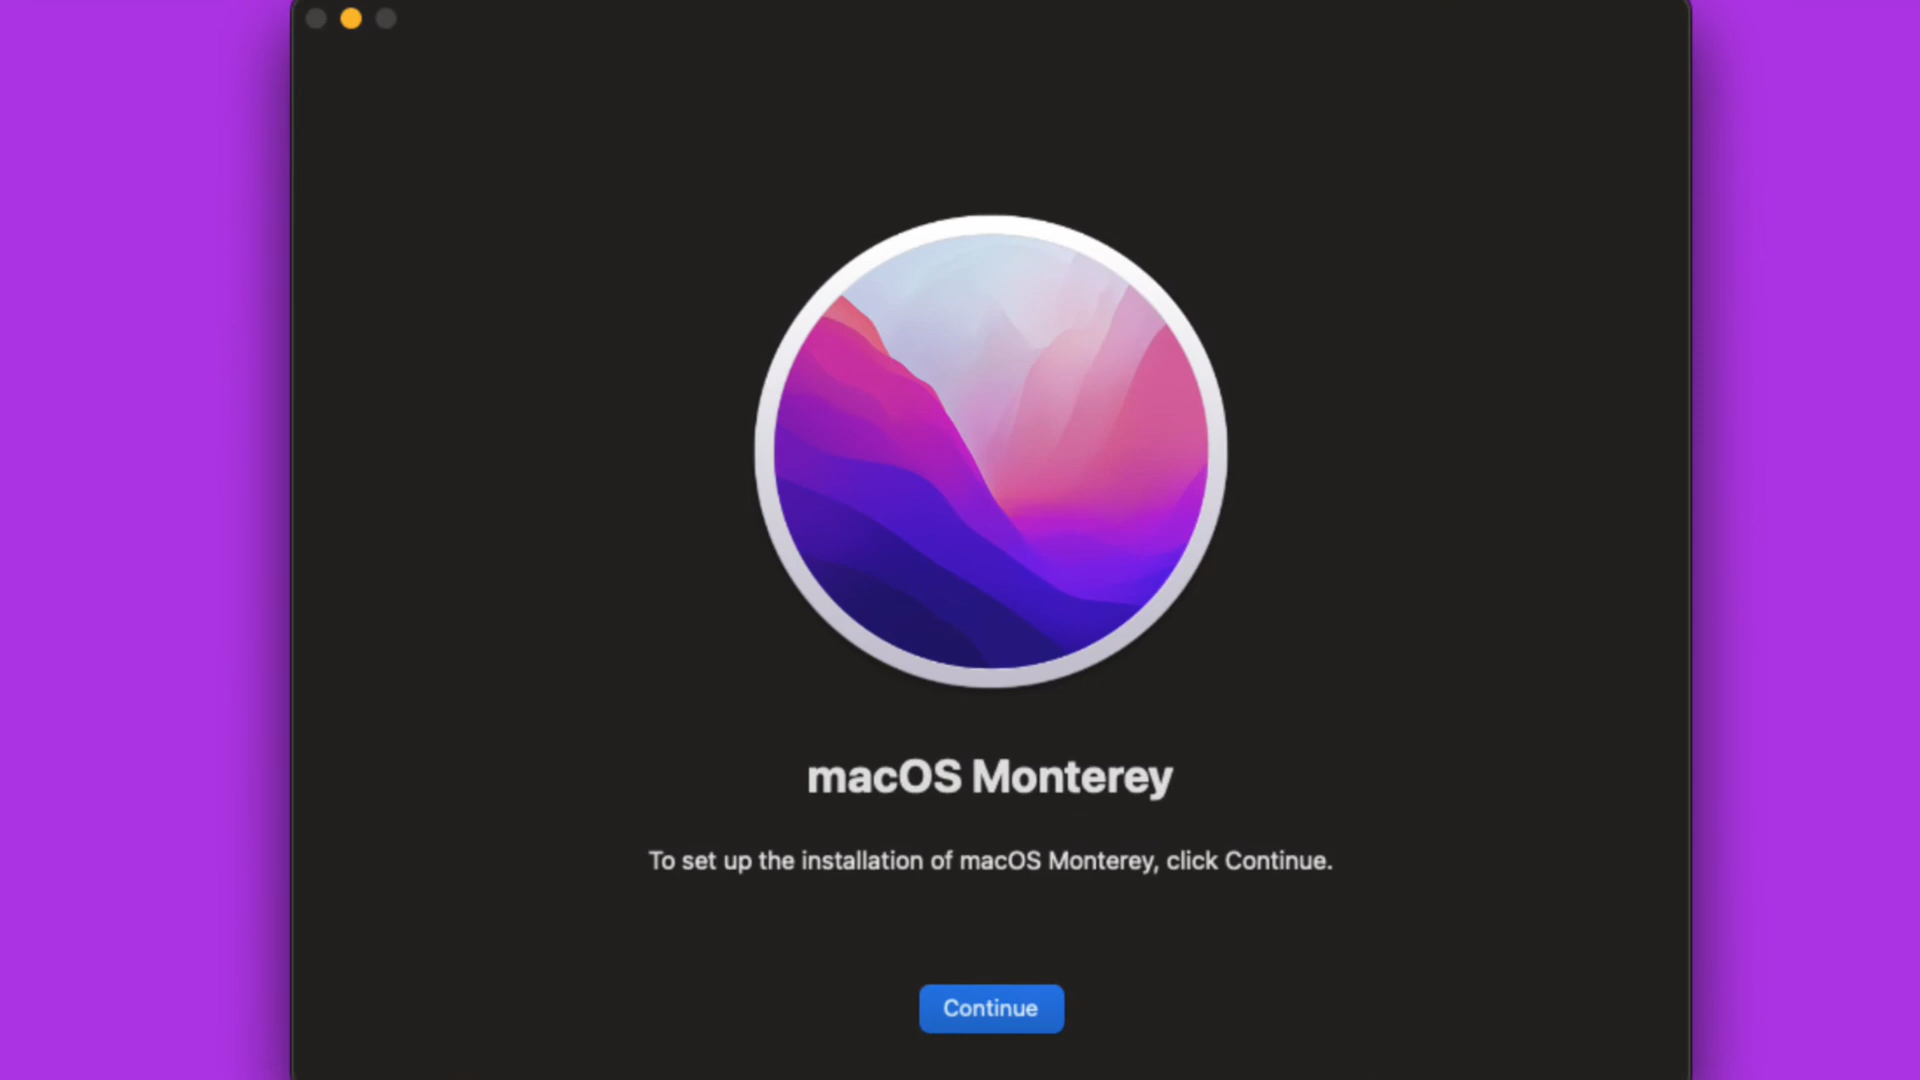 macOS Monterey
To set up the installation of macOS Monterey, click Continue.
Continue